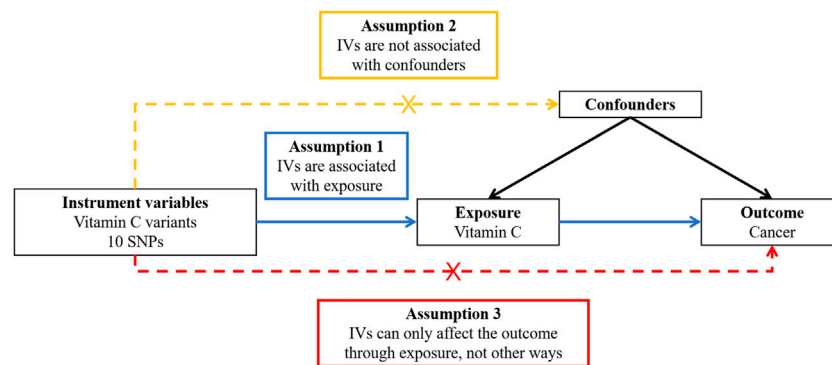 Assumption 2
IVs are not associated
with confounders
Confounders
Assumption 1
IVs are associated
with exposure
Instrument variables
Vitamin C variants
10 SNPs
Exposure
Vitamin C
Outcome
Cancer
Assumption 3
IVs can only affect the outcome
through exposure, not other ways